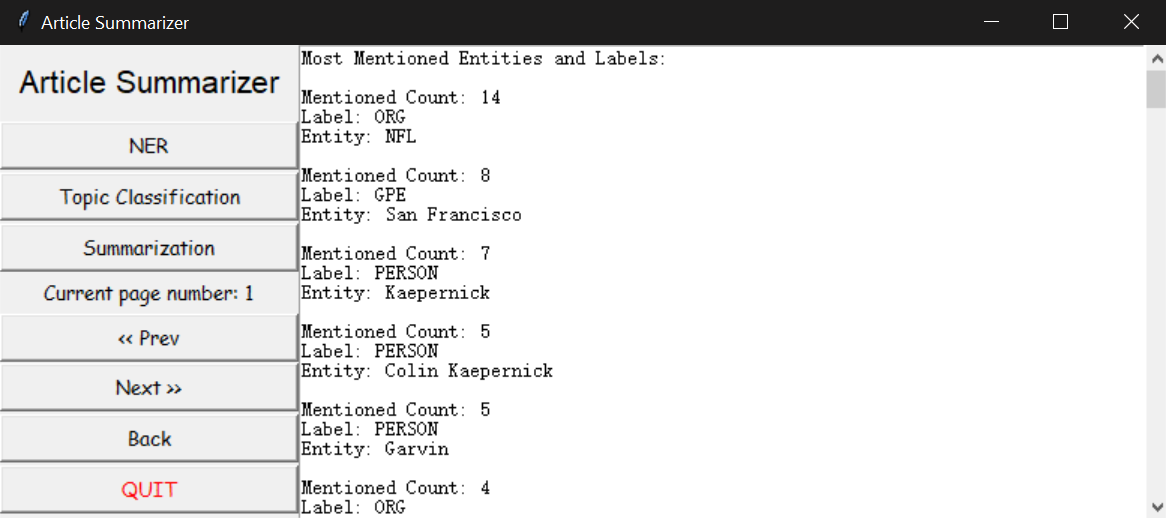 Article Summarizer
Article Summarizer
NER
Topic Classification
Summarization
Current page number: 1
<< Prev
Next >>
Back
QUIT
Most Mentioned Entities and Labels:
Mentioned Count: 14
Label: ORG
Entity: NFL
Mentioned Count: 8
Label: GPE
Entity: San Francisco
Mentioned Count: 7
Label: PERSON
Entity: Kaepernick
Mentioned Count: 5
Label: PERSON
Entity: Colin Kaepernick
Mentioned Count: 5
Label: PERSON
Entity: Garvin
Mentioned Count: 4
Label: ORG